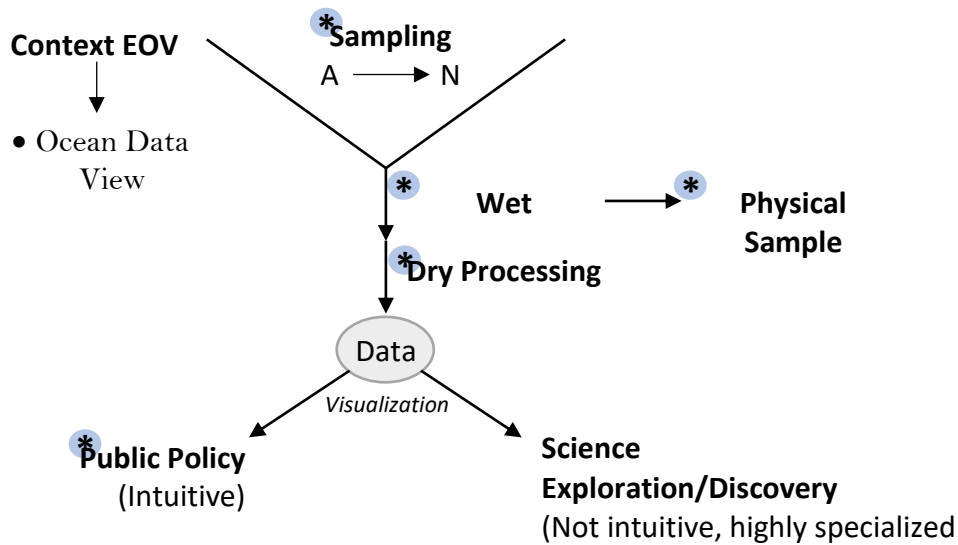 *Sampling
Context EOV
A N
• Ocean Data
View
*
Wet
*
Physical
Sample
*Dry Processing
Data
Visualization
*Public Policy
(Intuitive)
Science
Exploration/Discovery
(Not intuitive, highly specialized